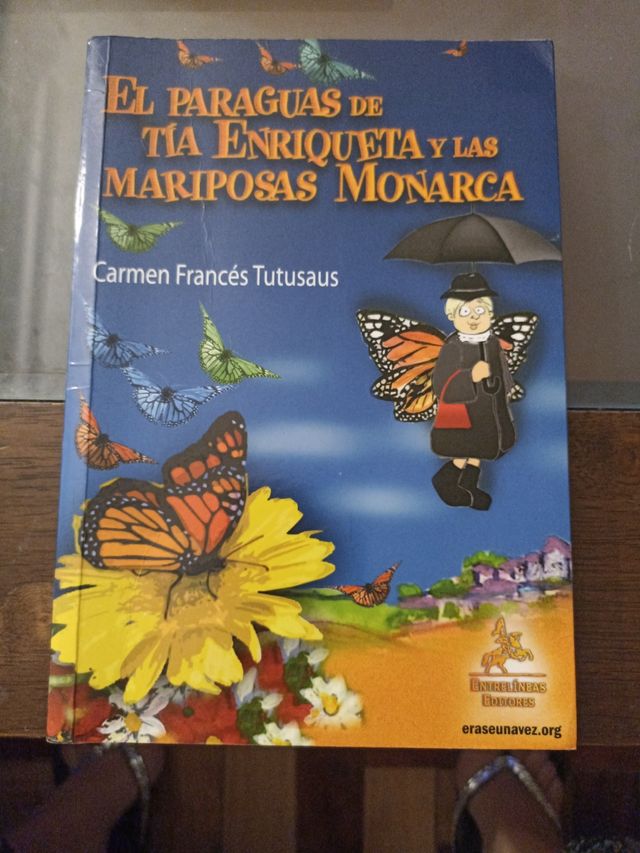 EL PARAGUAS DE
TÍA ENRIQUETA Y LAS
MARIPOSAS MONARCA
Carmen Francés Tutusaus
ENTRELÍNEAS
EDITORES
eraseunavez.org